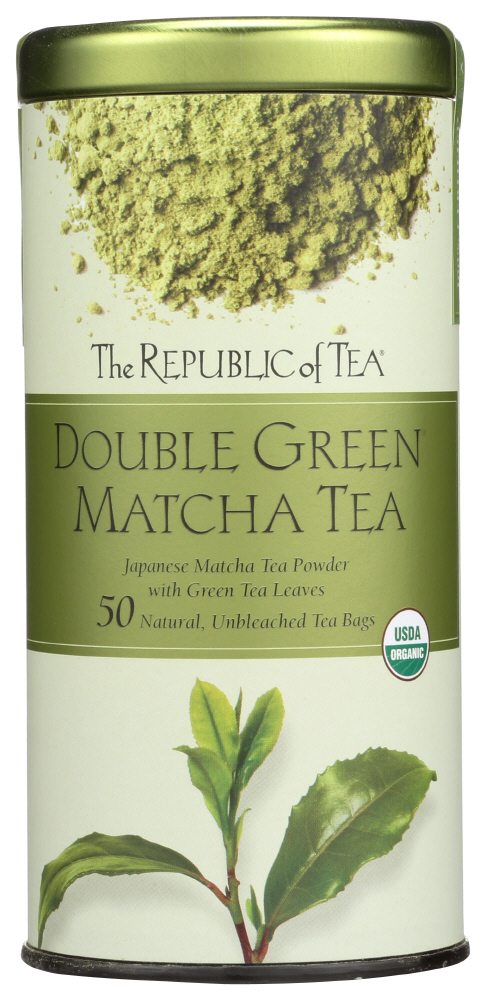 The REPUBLIC of TEA®
DOUBLE GREEN®
MATCHA TEA
Japanese Matcha Tea Powder
with Green Tea Leaves
50 Natural, Unbleached Tea Bags
USDA
ORGANIC